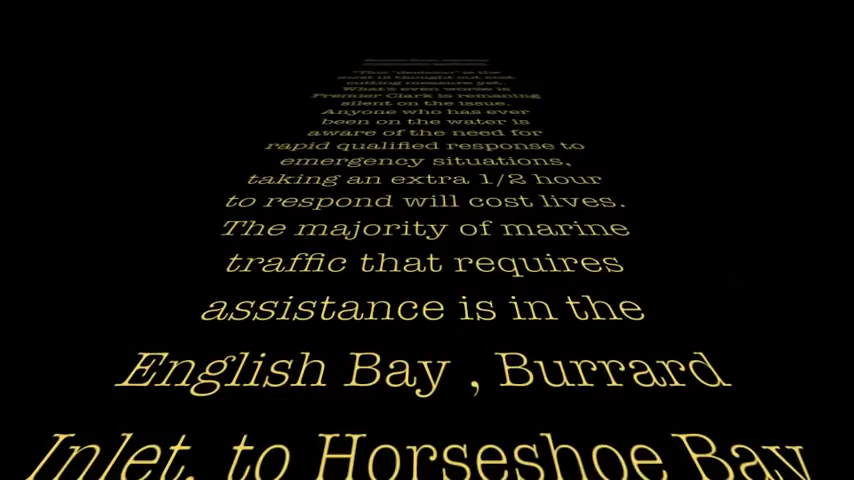 "This "decision" is the
most ill thought out cost
cutting measure yet.
What's even worse is
Premier Clark is remaning
silent on the issue.
Anyone who has ever
been on the water is
aware of the need for
rapid qualified response to
emergency situations,
taking an extra 1/2 hour
to respond will cost lives.
The majority of marine
traffic that requires
assistance is in the
English Bay , Burrard
Inlet, to Horseshoe Bay